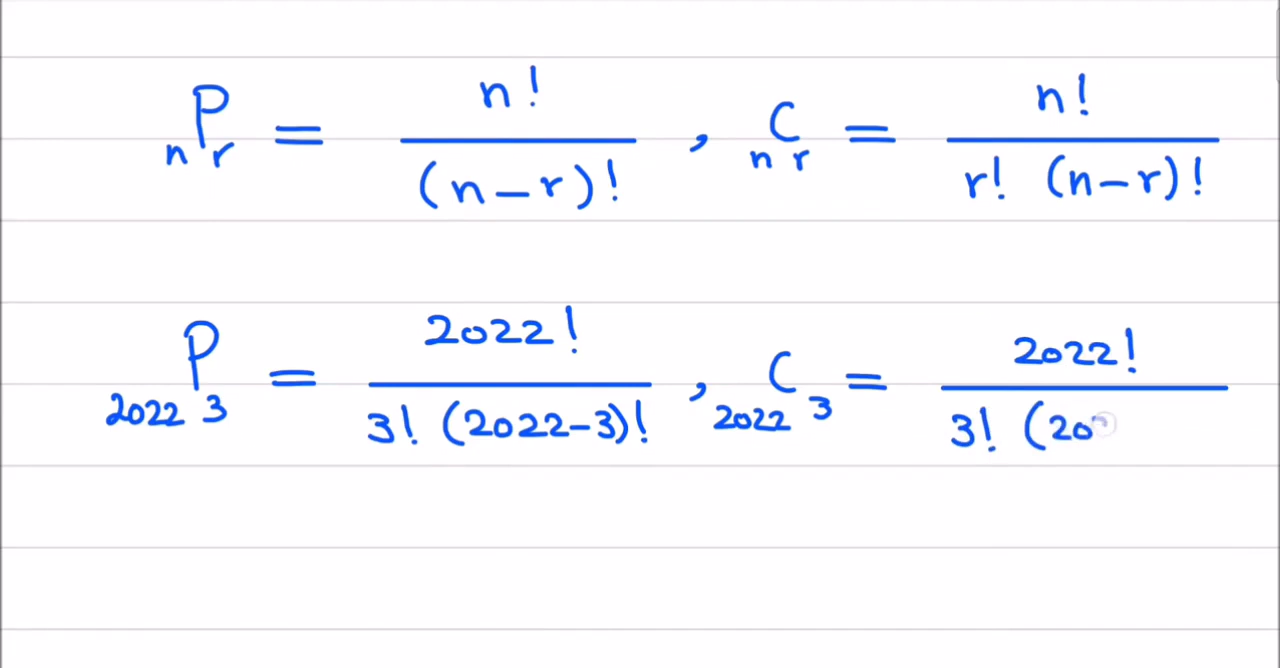 nPr = n! / (n-r)! , nCr = n! / r! (n-r)!
2022P3 = 2022! / 3! (2022-3)! , 2022C3 = 2022! / 3! (20